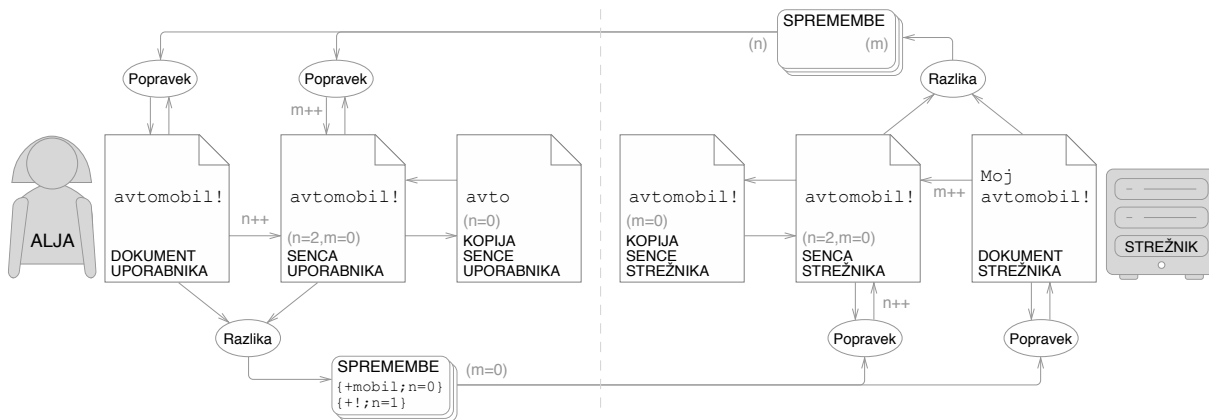 SPREMEMBE
(n)
(m)
Popravek
Popravek
Razlika
m++
avtomobil!
n++
DOKUMENT
UPORABNIKA
avtomobil!
(n=2,m=0)
SENCA
UPORABNIKA
avto
(n=0)
KOPIJA
SENCE
UPORABNIKA
avtomobil!
(m=0)
KOPIJA
SENCE
STREŽNIKA
avtomobil!
(n=2,m=0)
SENCA
STREŽNIKA
m++
Moj
avtomobil!
DOKUMENT
STREŽNIKA
ALJA
STREŽNIK
n++
Razlika
Popravek
Popravek
SPREMEMBE
{+mobil;n=0}
{+!;n=1}
(m=0)